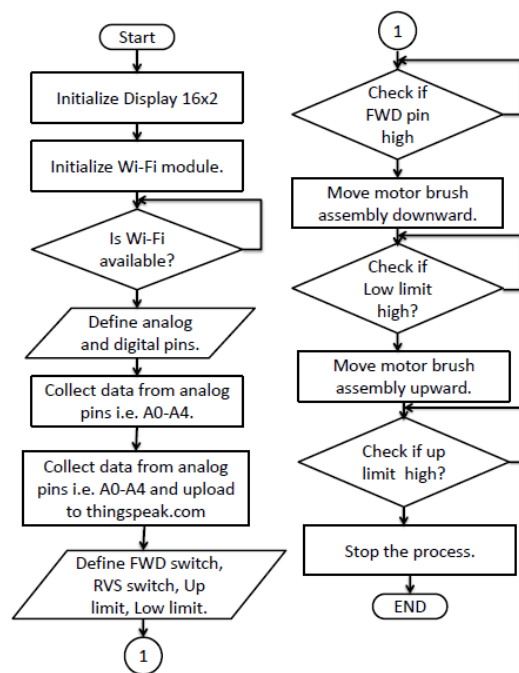 Start
Initialize Display 16x2
Initialize Wi-Fi module.
Is Wi-Fi
available?
Define analog
and digital pins.
Collect data from analog
pins i.e. A0-A4.
Collect data from analog
pins i.e. A0-A4 and upload
to thingspeak.com
Define FWD switch,
RVS switch, Up
limit, Low limit.
1
1
Check if
FWD pin
high
Move motor brush
assembly downward.
Check if
Low limit
high?
Move motor brush
assembly upward.
Check if up
limit high?
Stop the process.
END